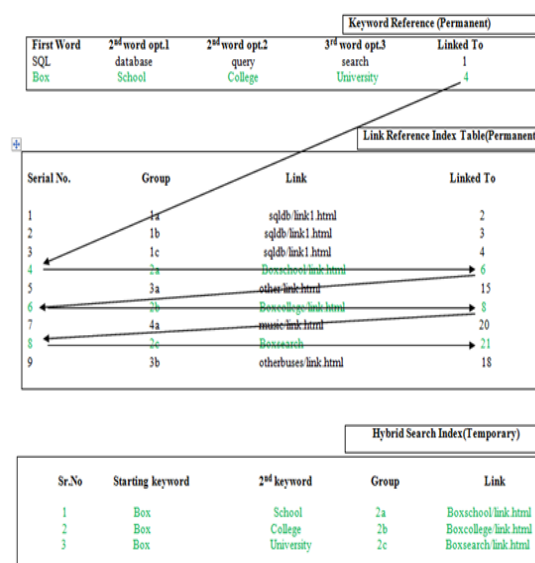 Keyword Reference (Permanent)
First Word 2nd word opt.1 2nd word opt.2 3rd word opt.3 Linked To
SQL database query search 1
Box School College University 4
Link Reference Index Table(Permanent
Serial No. Group Link Linked To
1 1a sqldb/link1.html 2
2 1b sqldb/link1.html 3
3 1c sqldb/link1.html 4
4 2a Boxschool/link.html 6
5 3a other/link.html 15
6 2b Boxcollege/link.html 8
7 4a music/link.html 20
8 2c Boxsearch 21
9 3b otherbuses/link.html 18
Hybrid Search Index(Temporary)
Sr.No Starting keyword 2nd keyword Group Link
1 Box School 2a Boxschool/link.html
2 Box College 2b Boxcollege/link.html
3 Box University 2c Boxsearch/link.html